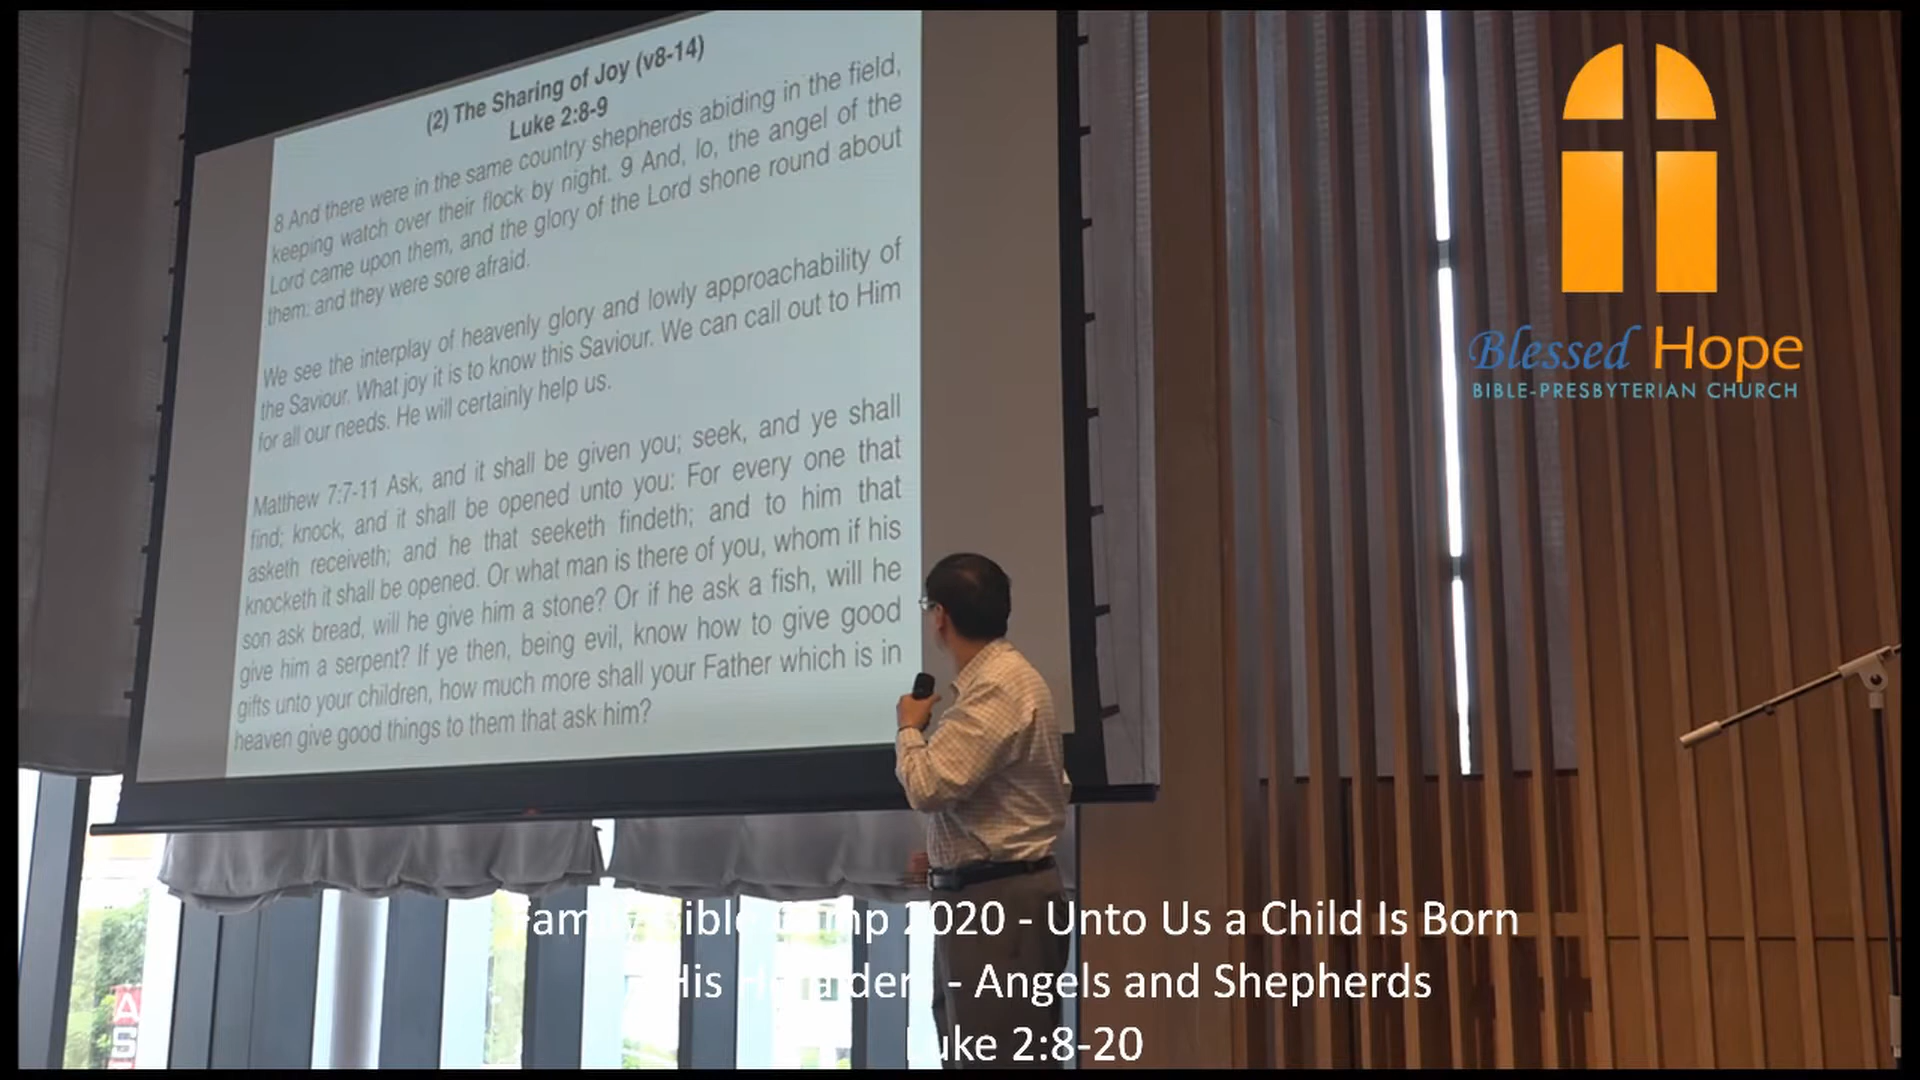 (2) The Sharing of Joy (v8-14)
Luke 2:8-9
8 And there were in the same country shepherds abiding in the field,
keeping watch over their flock by night. 9 And, lo, the angel of the
Lord came upon them, and the glory of the Lord shone round about
them: and they were sore afraid.
We see the interplay of heavenly glory and lowly approachability of
the Saviour. What joy it is to know this Saviour. We can call out to Him
for all our needs. He will certainly help us.
Matthew 7:7-11 Ask, and it shall be given you; seek, and ye shall
find; knock, and it shall be opened unto you: For every one that
asketh receiveth; and he that seeketh findeth; and to him that
knocketh it shall be opened. Or what man is there of you, whom if his
son ask bread, will he give him a stone? Or if he ask a fish, will he
give him a serpent? If ye then, being evil, know how to give good
gifts unto your children, how much more shall your Father which is in
heaven give good things to them that ask him?
Blessed Hope
BIBLE-PRESBYTERIAN CHURCH
Family Bible Camp 2020 - Unto Us a Child Is Born
His - Angels and Shepherds
Luke 2:8-20